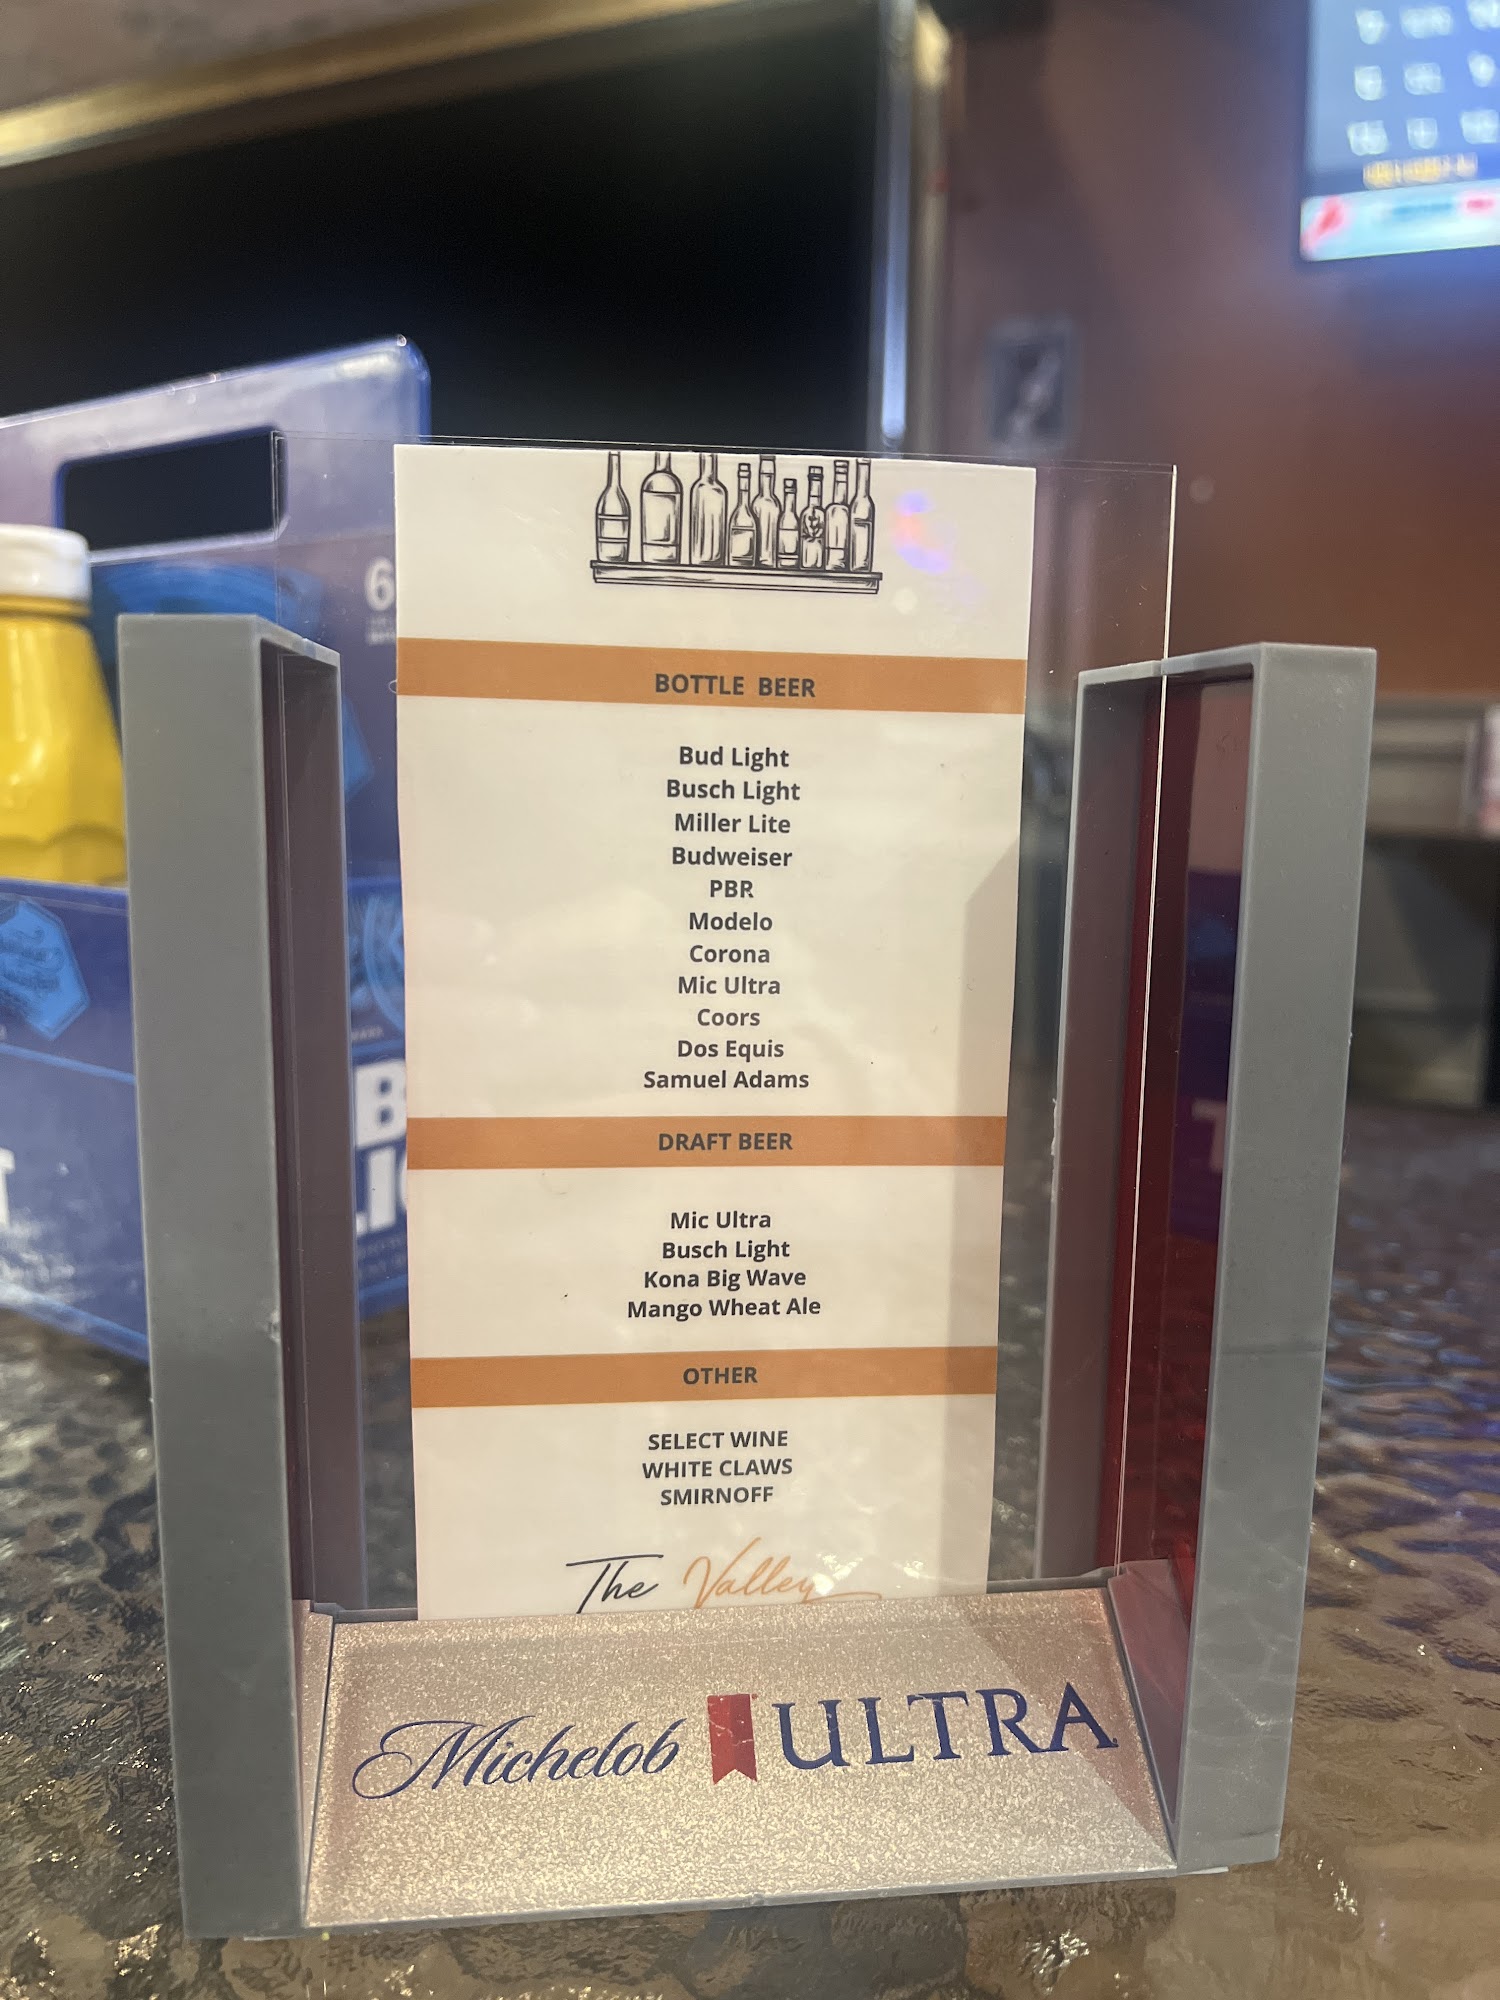 BOTTLE BEER
Bud Light
Busch Light
Miller Lite
Budweiser
PBR
Modelo
Corona
Mic Ultra
Coors
Dos Equis
Samuel Adams
DRAFT BEER
Mic Ultra
Busch Light
Kona Big Wave
Mango Wheat Ale
OTHER
SELECT WINE
WHITE CLAWS
SMIRNOFF
The Valley
Michelob ULTRA
6